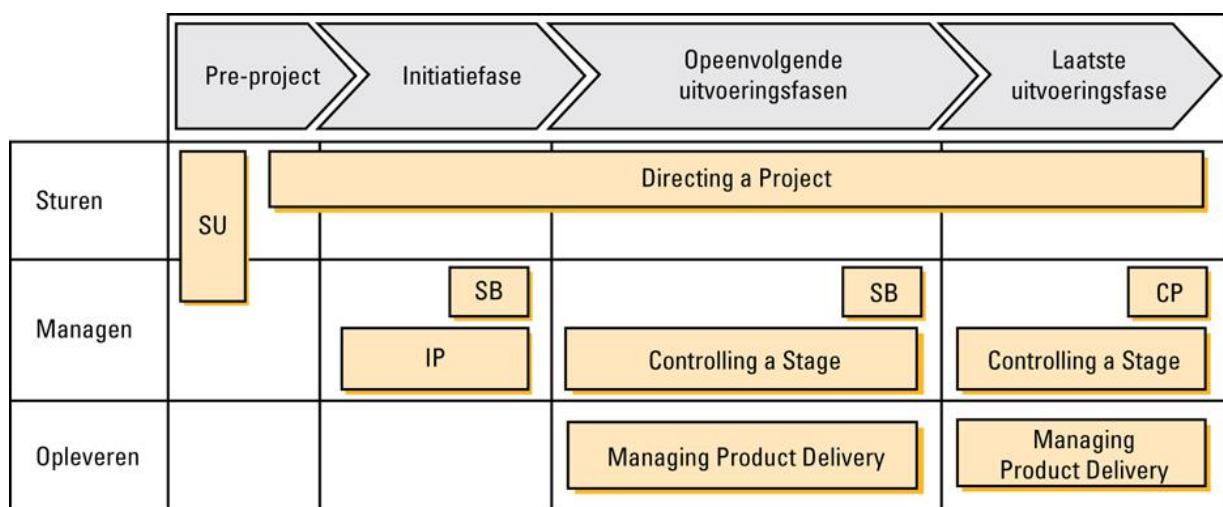 Pre-project
Initiatiefase
Opeenvolgende
uitvoeringsfasen
Laatste
uitvoeringsfase
Sturen
SU
Directing a Project
Managen
SB
SB
CP
IP
Controlling a Stage
Controlling a Stage
Opleveren
Managing Product Delivery
Managing
Product Delivery